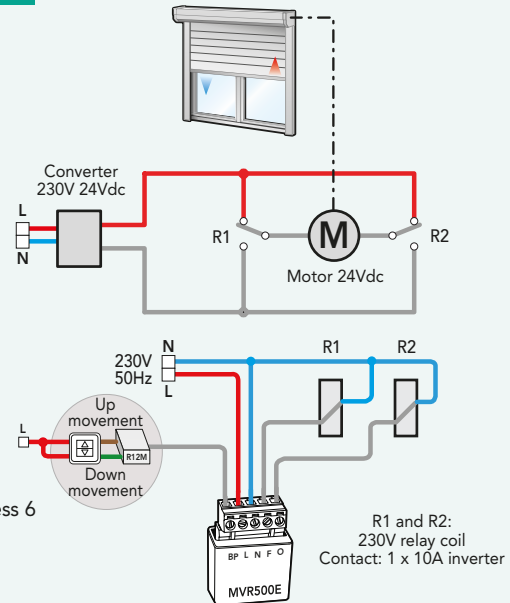 Converter
230V 24Vdc
L
N
R1
M
R2
Motor 24Vdc
N
230V
50Hz
L
R1
R2
Up
movement
L
R12M
Down
movement
ess 6
BP L N F O
MVR500E
R1 and R2:
230V relay coil
Contact: 1 x 10A inverter